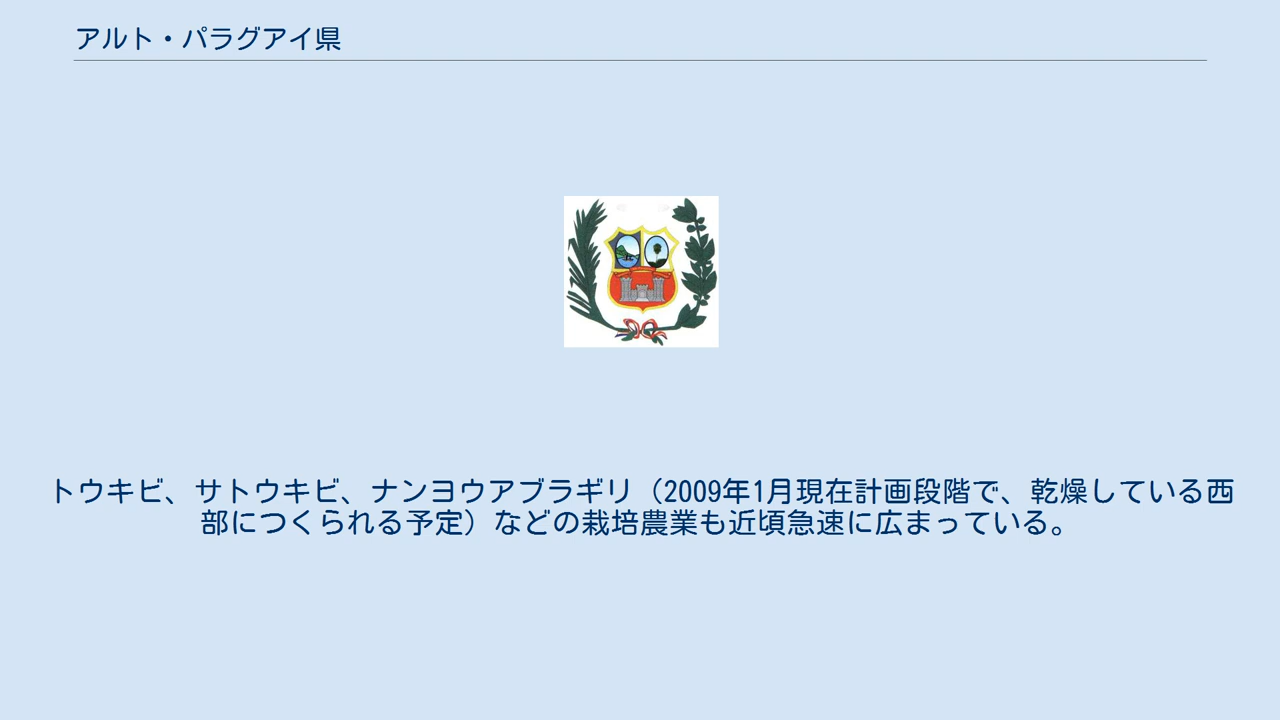 アルト・パラグアイ県
トウキビ、サトウキビ、ナンヨウアブラギリ（2009年1月現在計画段階で、乾燥している西
部につくられる予定）などの栽培農業も近頃急速に広まっている。